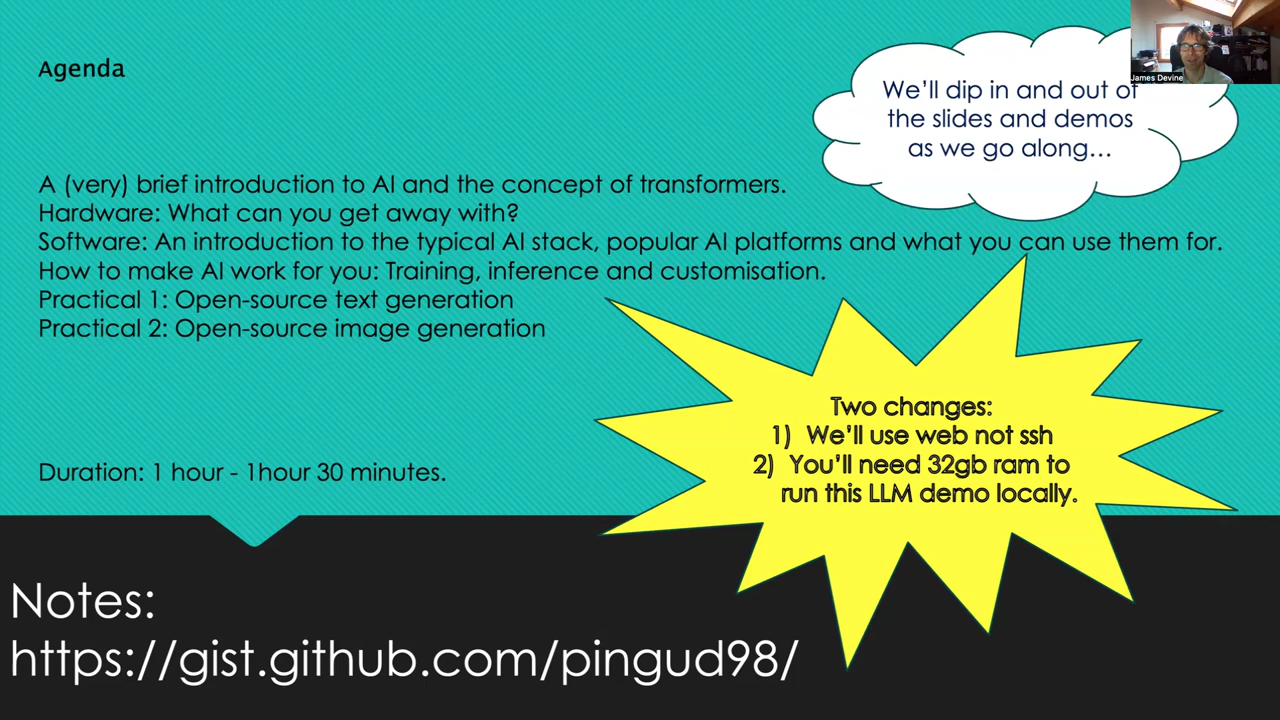 Agenda
We'll dip in and out of
the slides and demos
as we go along...
James Devine
A (very) brief introduction to AI and the concept of transformers.
Hardware: What can you get away with?
Software: An introduction to the typical AI stack, popular AI platforms and what you can use them for.
How to make AI work for you: Training, inference and customisation.
Practical 1: Open-source text generation
Practical 2: Open-source image generation
Two changes:
1) We'll use web not ssh
2) You'll need 32gb ram to
run this LLM demo locally.
Duration: 1 hour - 1hour 30 minutes.
Notes:
https://gist.github.com/pingud98/